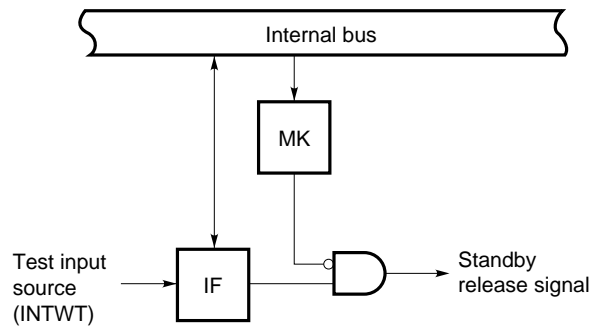 Internal bus
MK
Test input
source
(INTWT)
IF
Standby
release signal